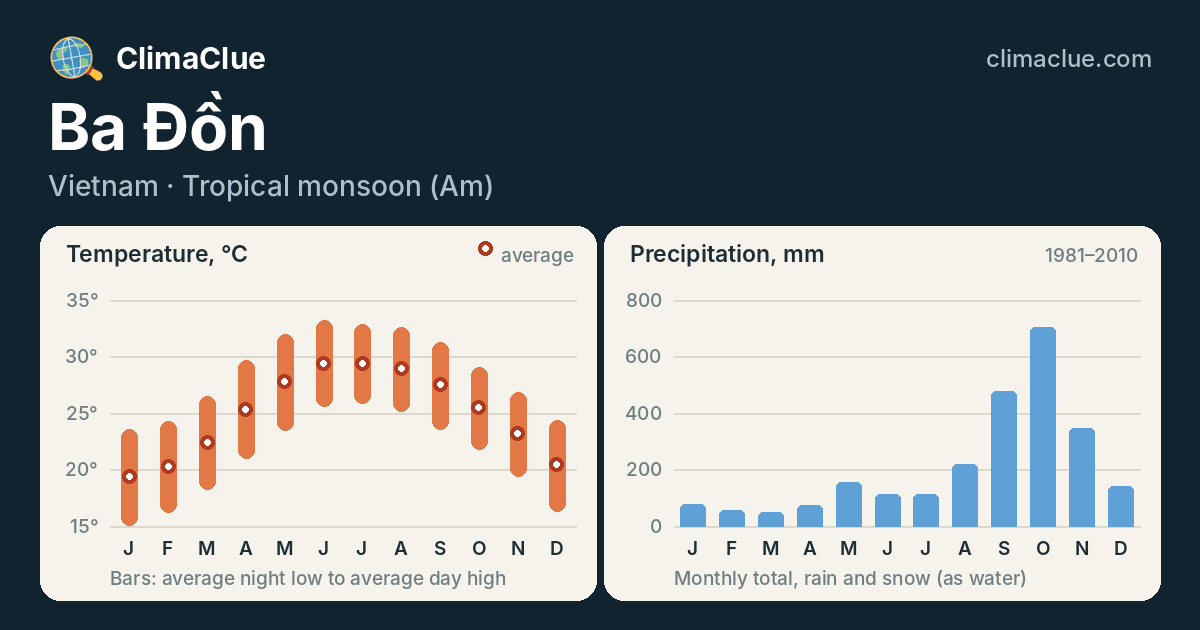 ClimaClue
climaclue.com
Ba Đồn
Vietnam · Tropical monsoon (Am)
Temperature, °C
average
35°
30°
25°
20°
15°
J F M A M J J A S O N D
Bars: average night low to average day high
Precipitation, mm
1981–2010
800
600
400
200
0
J F M A M J J A S O N D
Monthly total, rain and snow (as water)